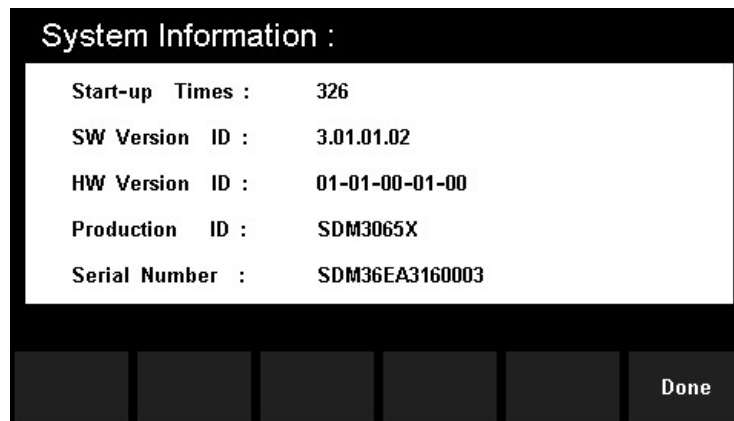 System Information :
Start-up Times : 326
SW Version ID : 3.01.01.02
HW Version ID : 01-01-00-01-00
Production ID : SDM3065X
Serial Number : SDM36EA3160003
Done